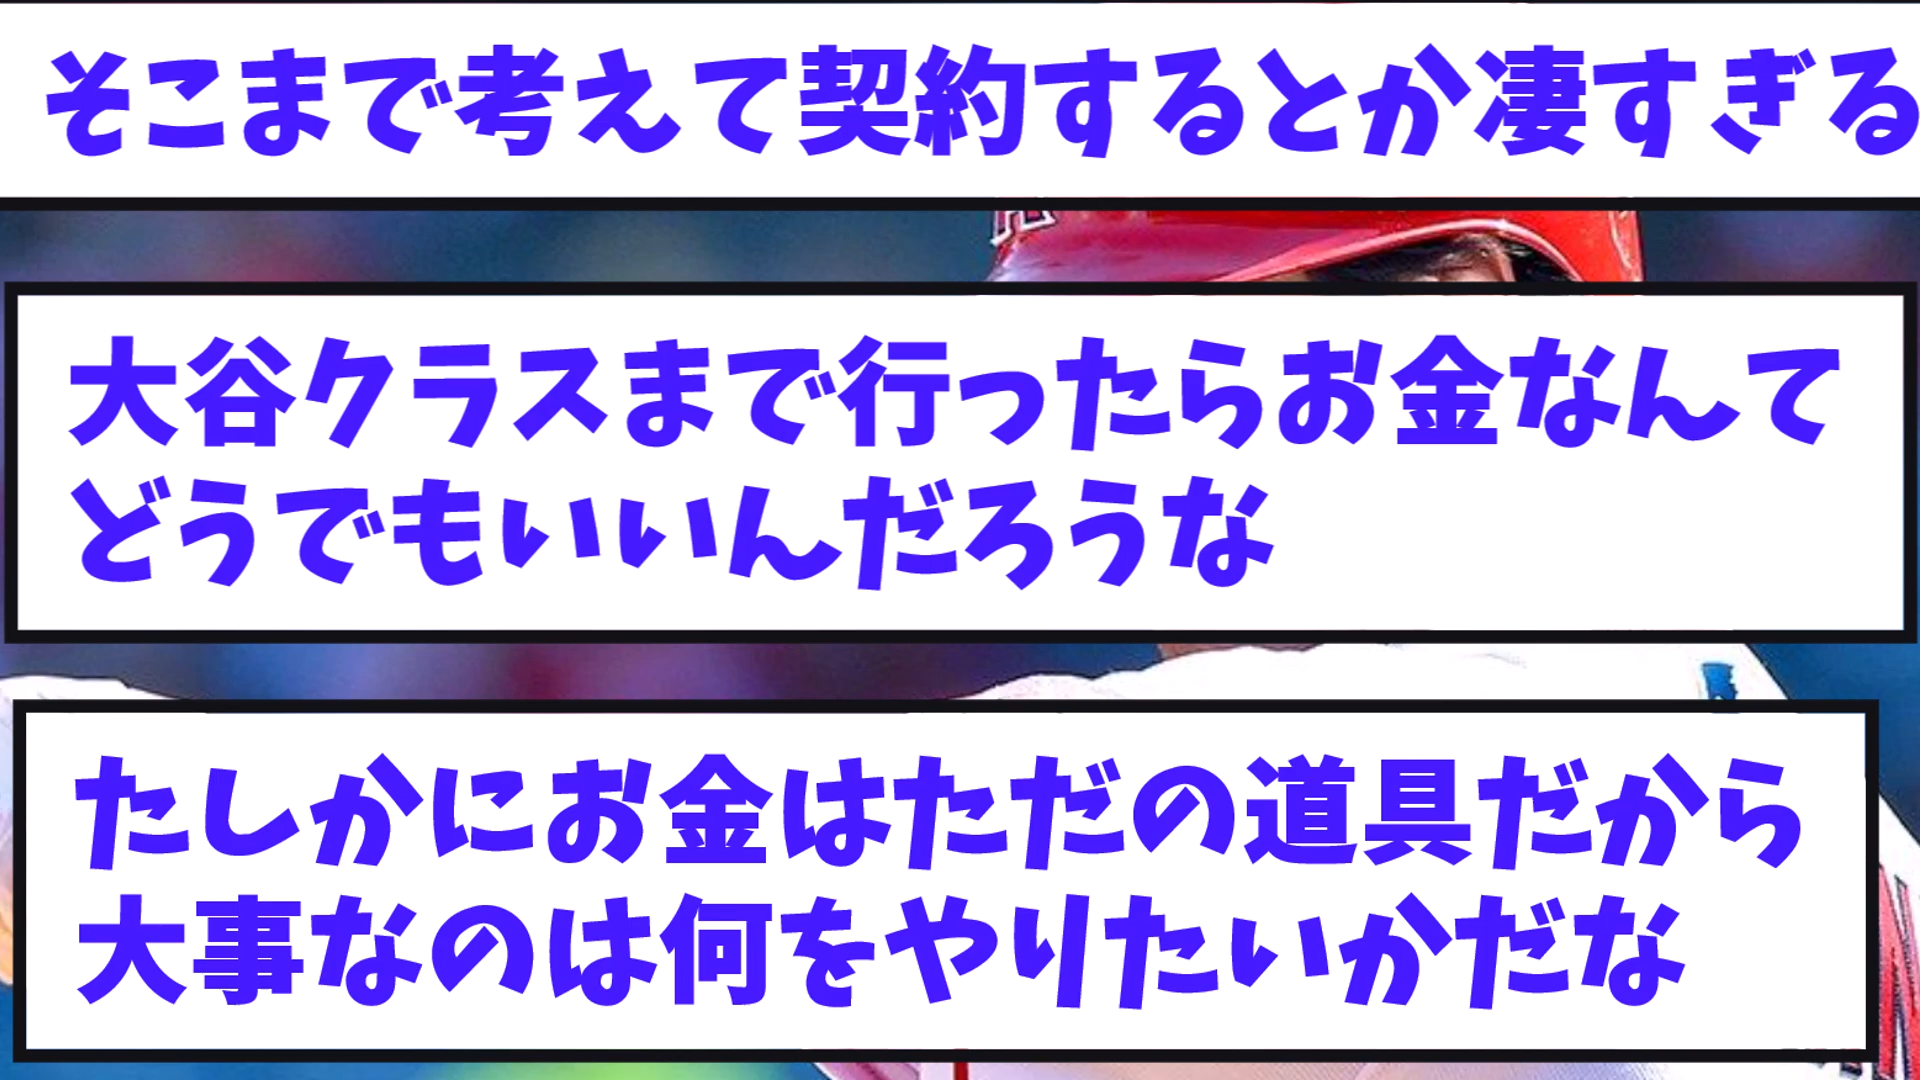 そこまで考えて契約するとか凄すぎる
大谷クラスまで行ったらお金なんて
どうでもいいんだろうな
たしかにお金はただの道具だから
大事なのは何をやりたいかだな